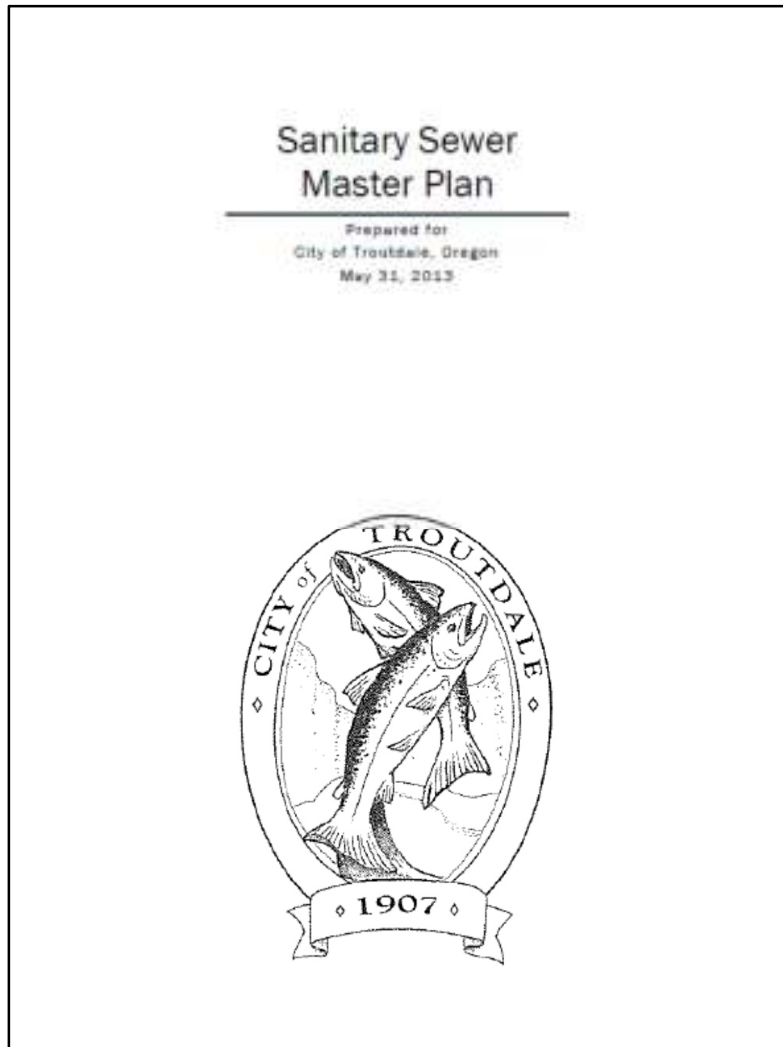 Sanitary Sewer
Master Plan
Prepared for
City of Troutdale, Oregon
May 31, 2013
CITY of TROUTDALE
1907